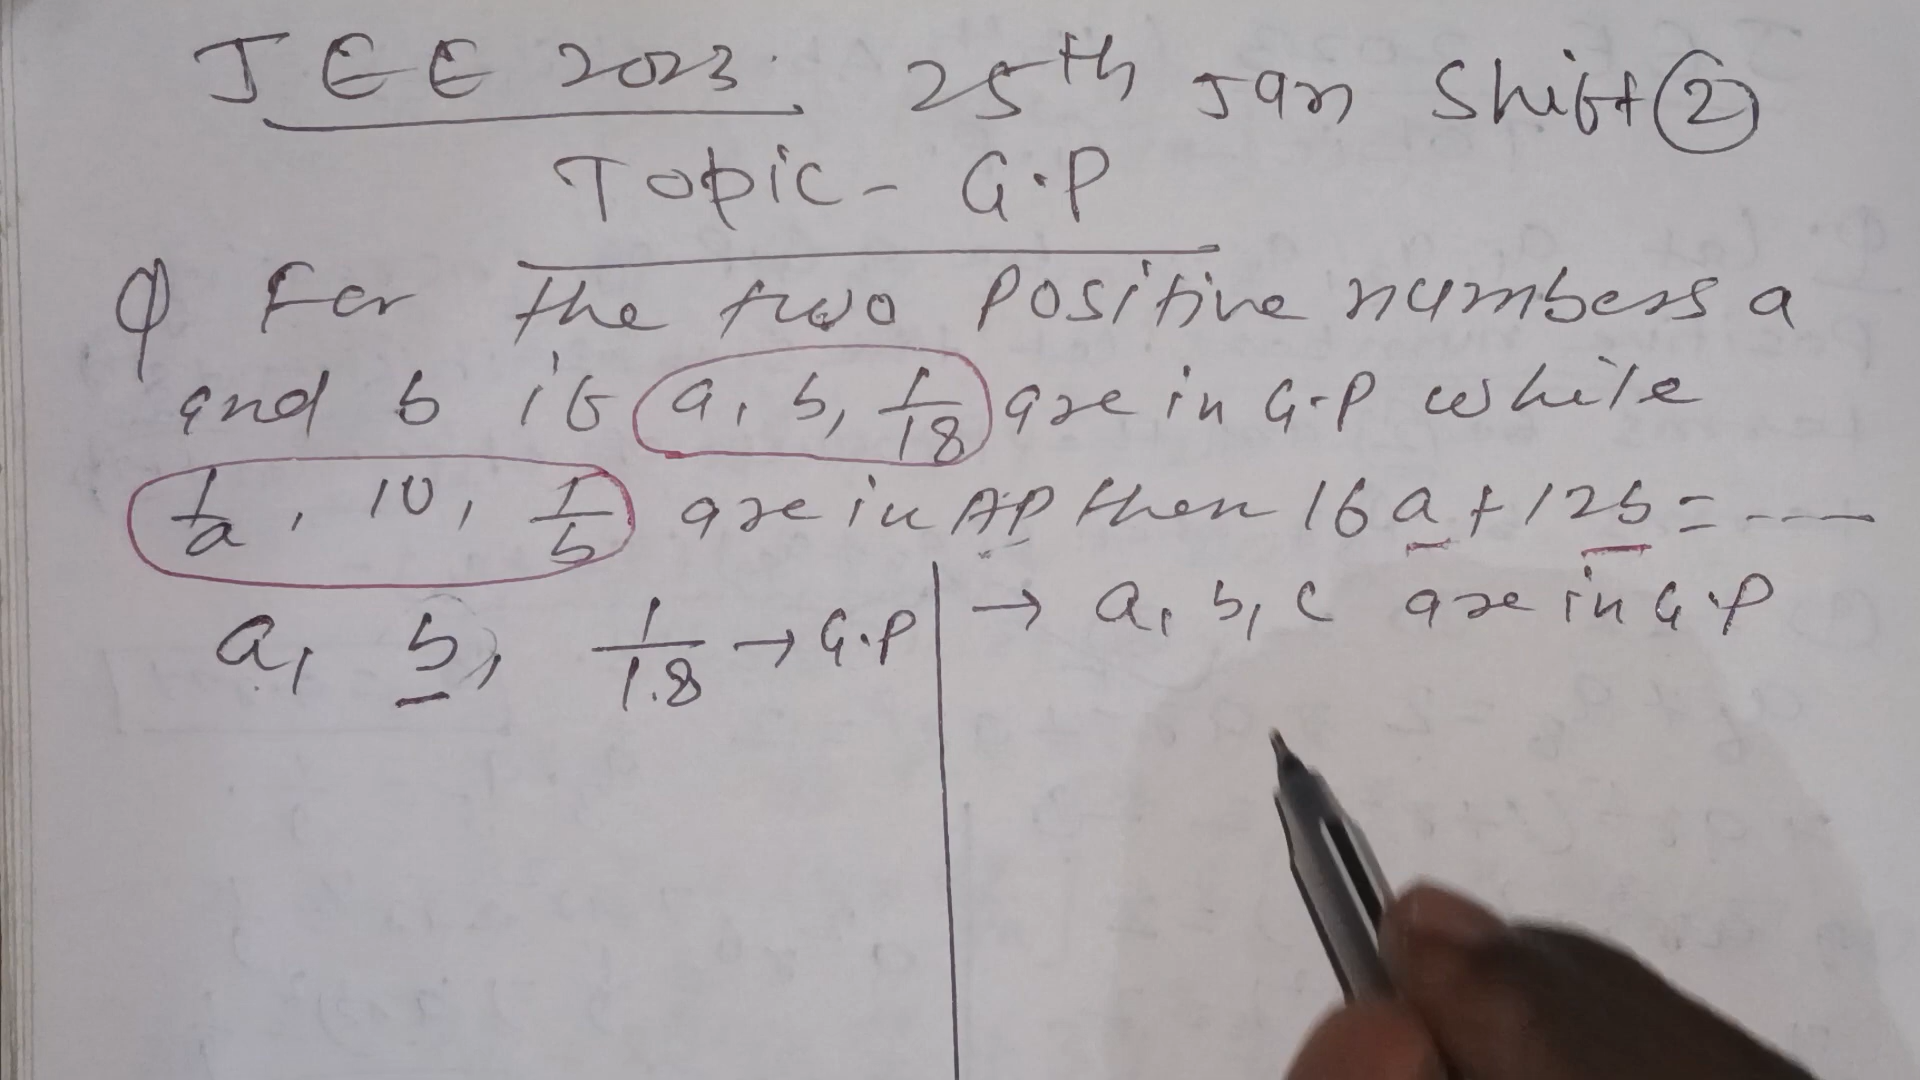 JEE 2023. 25th Jan Shift 2
Topic - G.P
Q For the two positive numbers a
and b if a, b, 1/18 are in G.P while
1/a, 10, 1/b are in AP then 16a + 12b = ----
a, b, 1/1.8 → G.P
→ a, b, c are in G.P